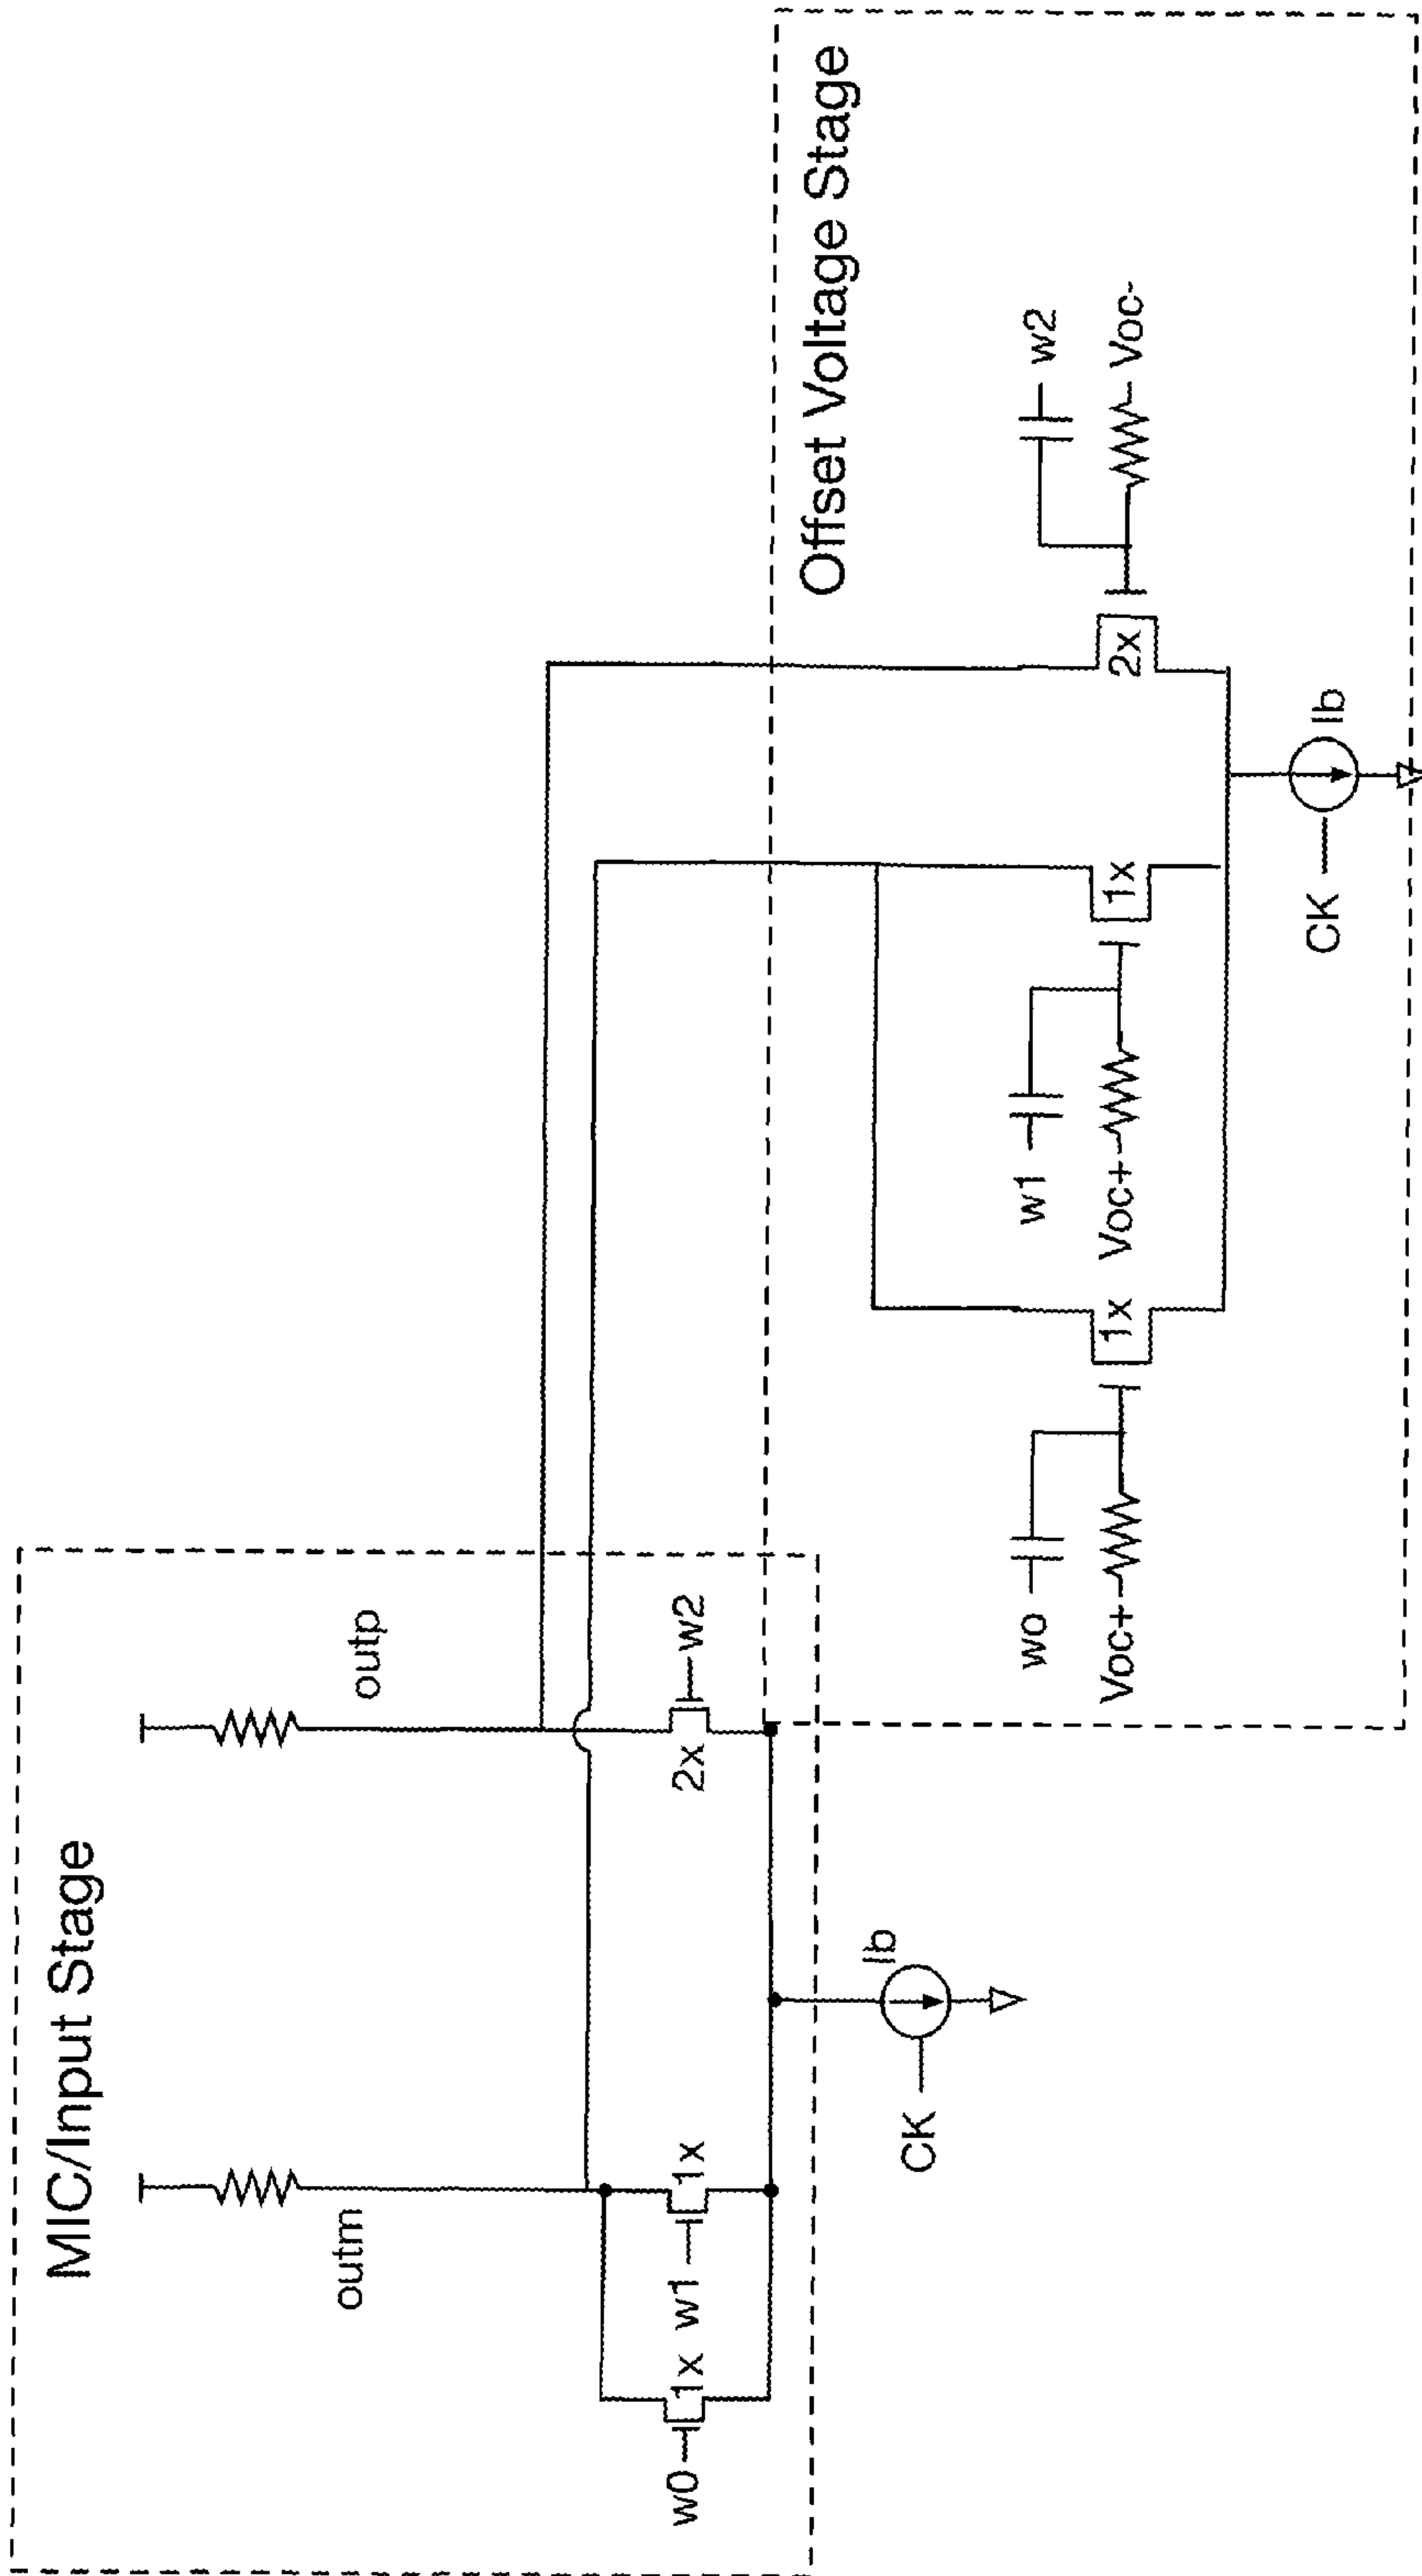 MIC/Input Stage
outm
outp
w0
1x
w1
1x
2x
w2
CK
Ib
Offset Voltage Stage
wo
Voc+
1x
w1
Voc+
1x
2x
w2
Voc-
CK
Ib